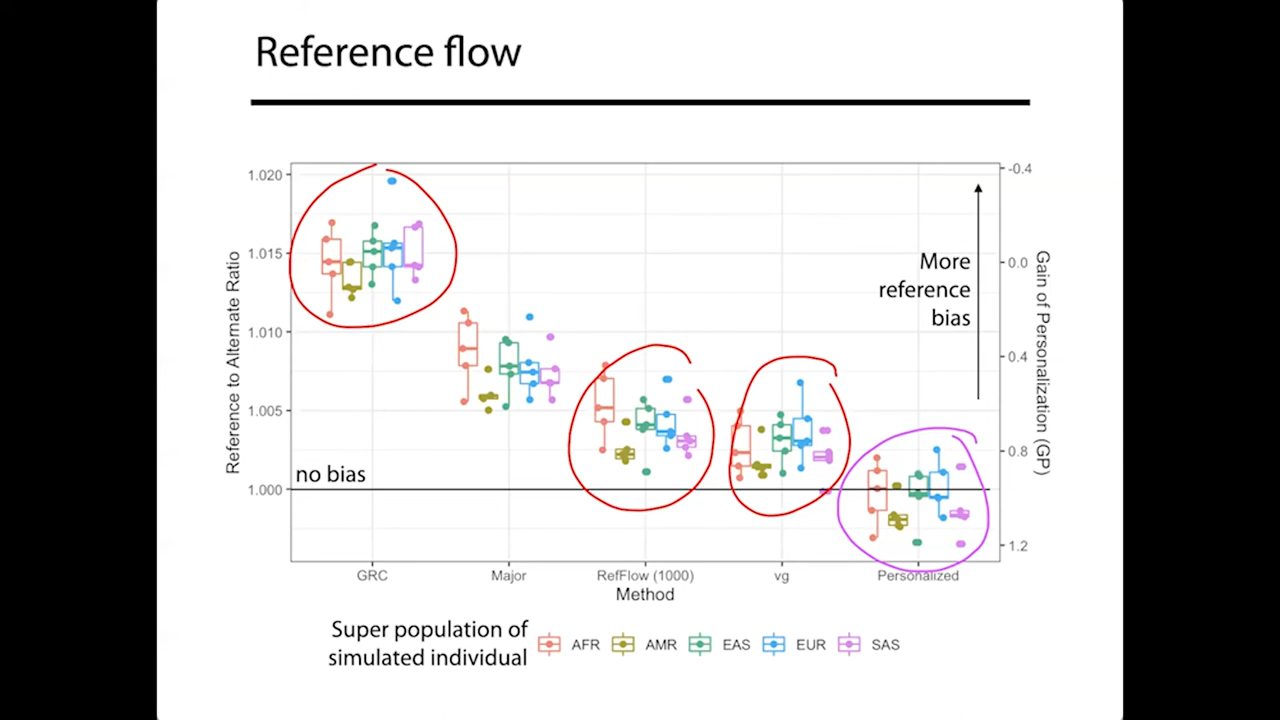 Reference flow
1.020
1.015
1.010
1.005
1.000
Reference to Alternate Ratio
no bias
More
reference
bias
-0.4
0.0
0.4
0.8
1.2
Gain of Personalization (GP)
GRC
Major
RefFlow (1000)
vg
Personalized
Method
Super population of
simulated individual
AFR
AMR
EAS
EUR
SAS